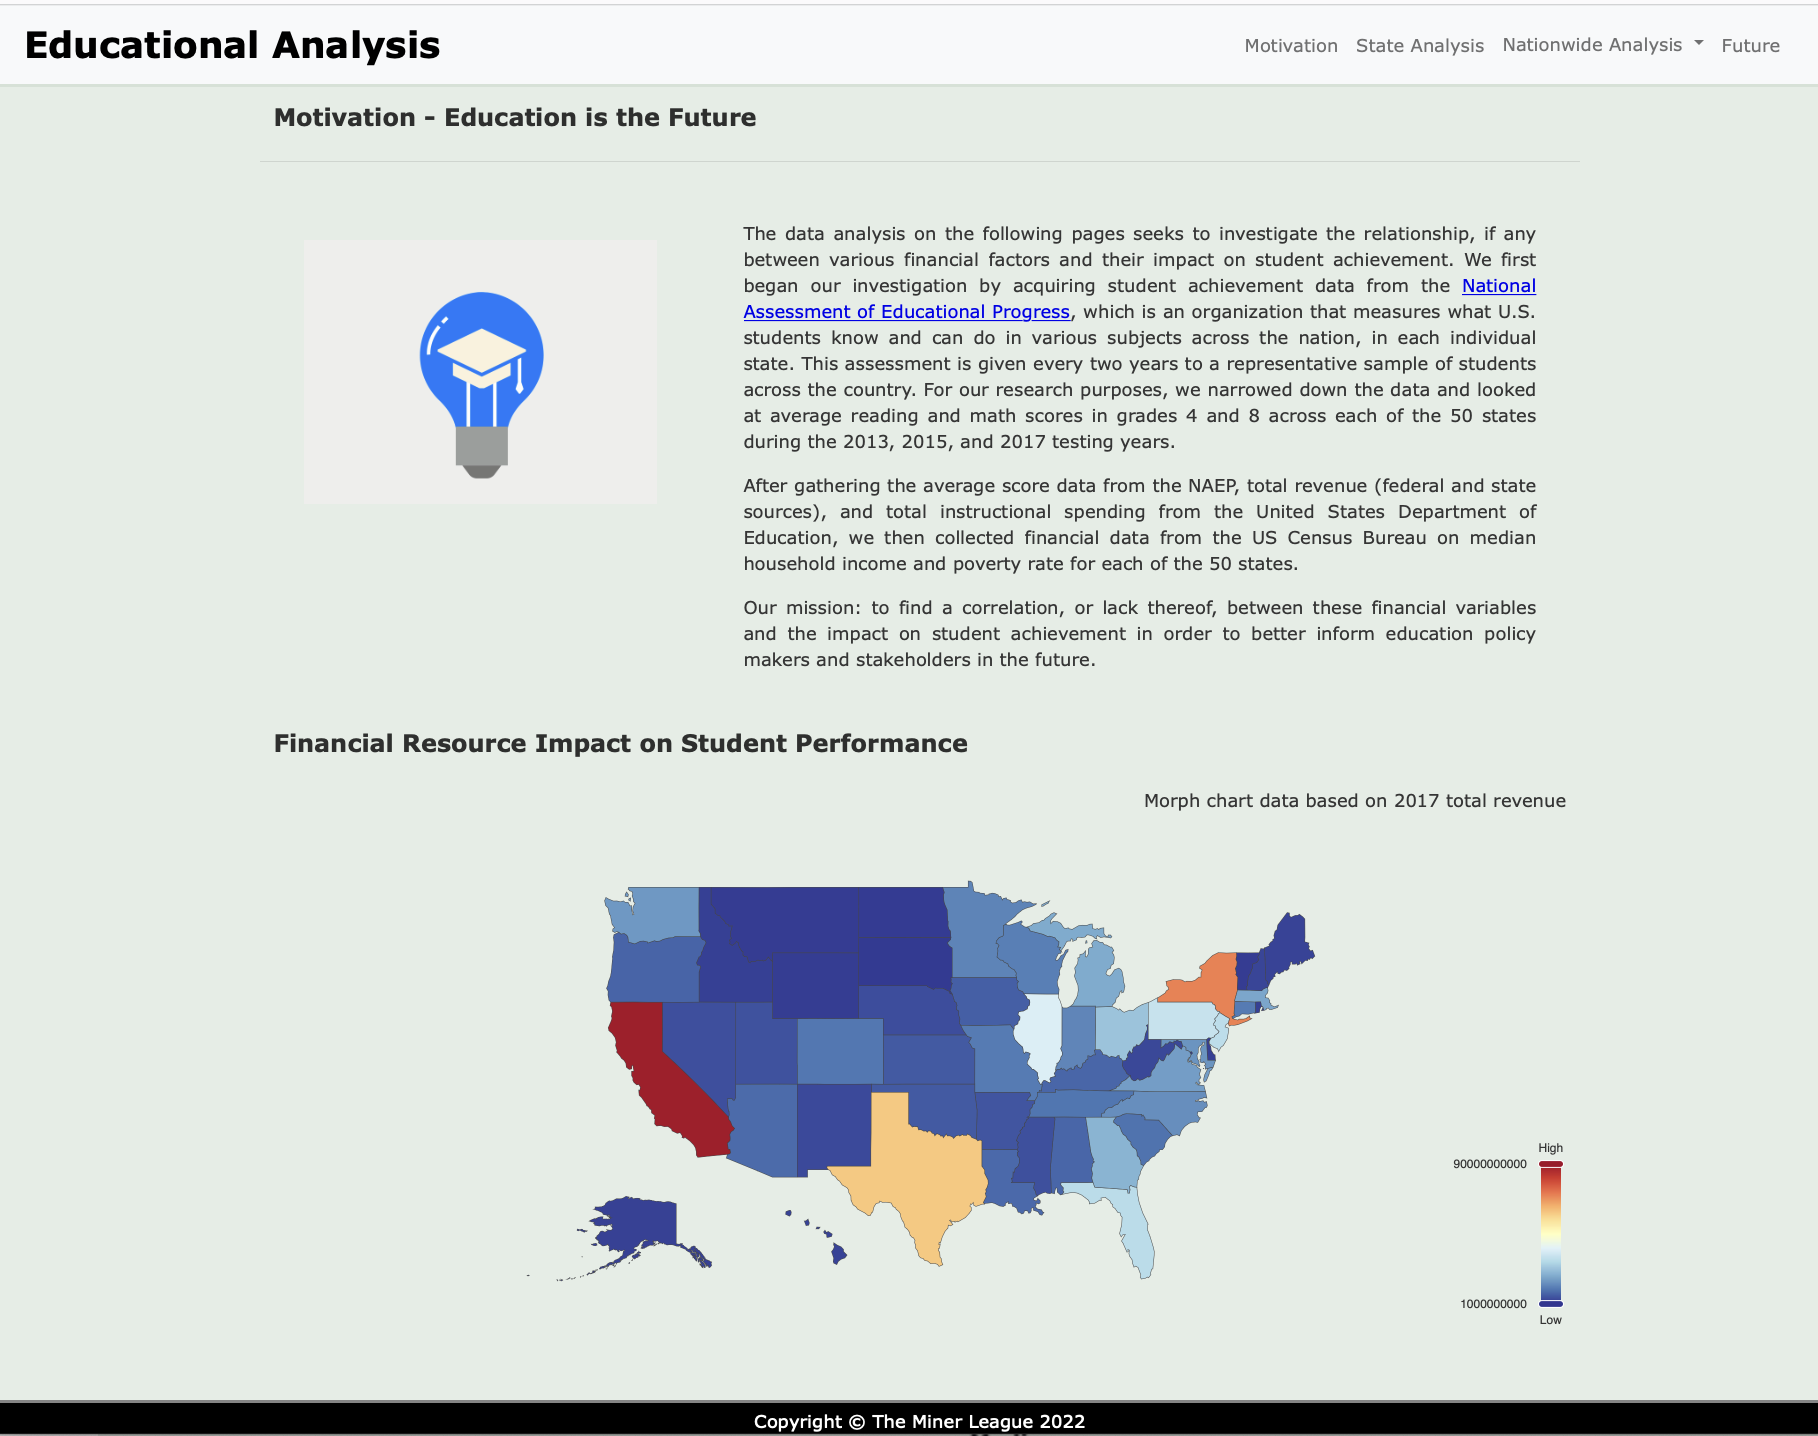 Educational Analysis
Motivation State Analysis Nationwide Analysis Future
Motivation - Education is the Future
The data analysis on the following pages seeks to investigate the relationship, if any
between various financial factors and their impact on student achievement. We first
began our investigation by acquiring student achievement data from the National
Assessment of Educational Progress, which is an organization that measures what U.S.
students know and can do in various subjects across the nation, in each individual
state. This assessment is given every two years to a representative sample of students
across the country. For our research purposes, we narrowed down the data and looked
at average reading and math scores in grades 4 and 8 across each of the 50 states
during the 2013, 2015, and 2017 testing years.
After gathering the average score data from the NAEP, total revenue (federal and state
sources), and total instructional spending from the United States Department of
Education, we then collected financial data from the US Census Bureau on median
household income and poverty rate for each of the 50 states.
Our mission: to find a correlation, or lack thereof, between these financial variables
and the impact on student achievement in order to better inform education policy
makers and stakeholders in the future.
Financial Resource Impact on Student Performance
Morph chart data based on 2017 total revenue
High
90000000000
1000000000
Low
Copyright © The Miner League 2022